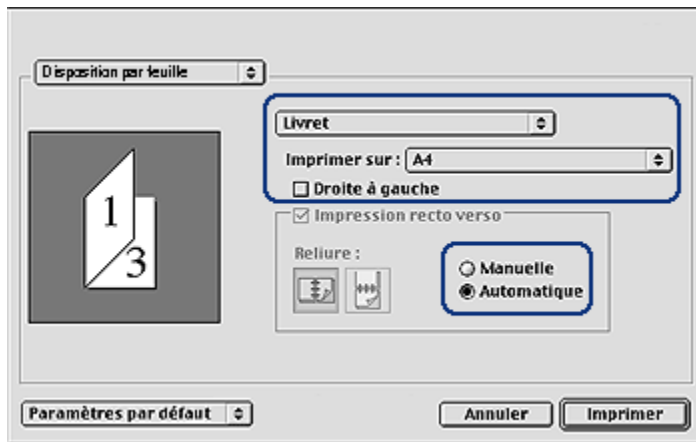 Disposition par feuille
Livret
Imprimer sur : A4
Droite à gauche
Impression recto verso
1
3
Reliure :
Manuelle
Automatique
Paramètres par défaut
Annuler
Imprimer